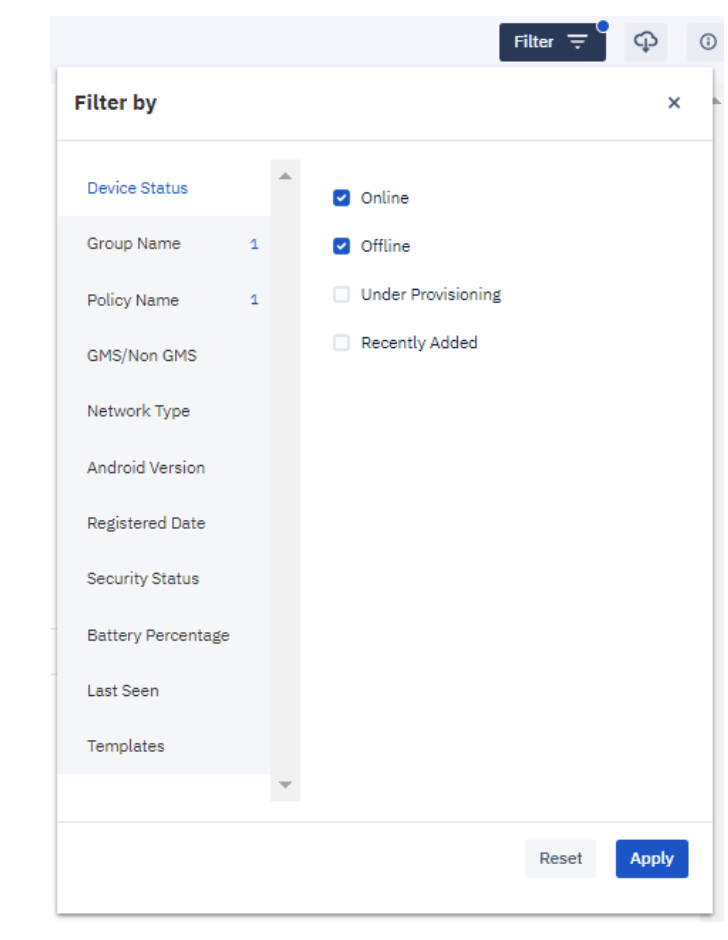 Filter
Filter by
Device Status
Online
Group Name 1
Offline
Policy Name 1
Under Provisioning
GMS/Non GMS
Recently Added
Network Type
Android Version
Registered Date
Security Status
Battery Percentage
Last Seen
Templates
Reset
Apply